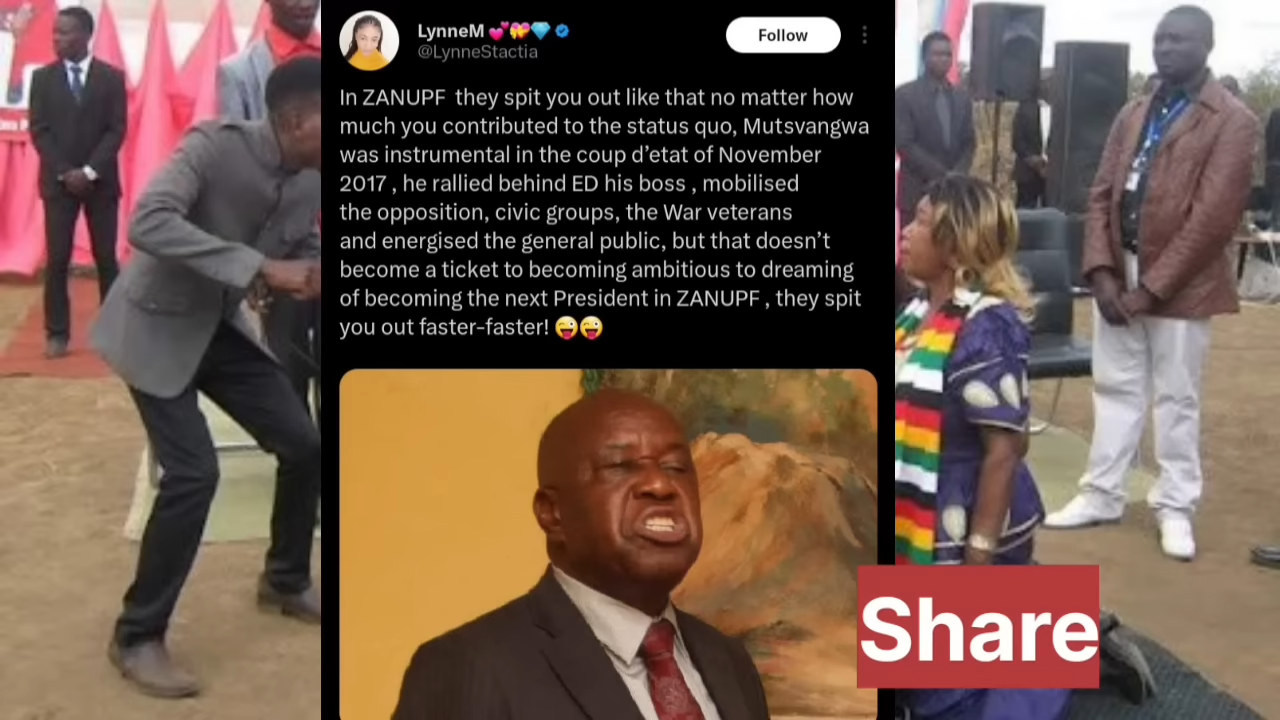 LynneM 💕💝💎
@LynneStactia
Follow
In ZANUPF they spit you out like that no matter how
much you contributed to the status quo, Mutsvangwa
was instrumental in the coup d’etat of November
2017 , he rallied behind ED his boss , mobilised
the opposition, civic groups, the War veterans
and energised the general public, but that doesn’t
become a ticket to becoming ambitious to dreaming
of becoming the next President in ZANUPF , they spit
you out faster-faster! 😜😜
Share